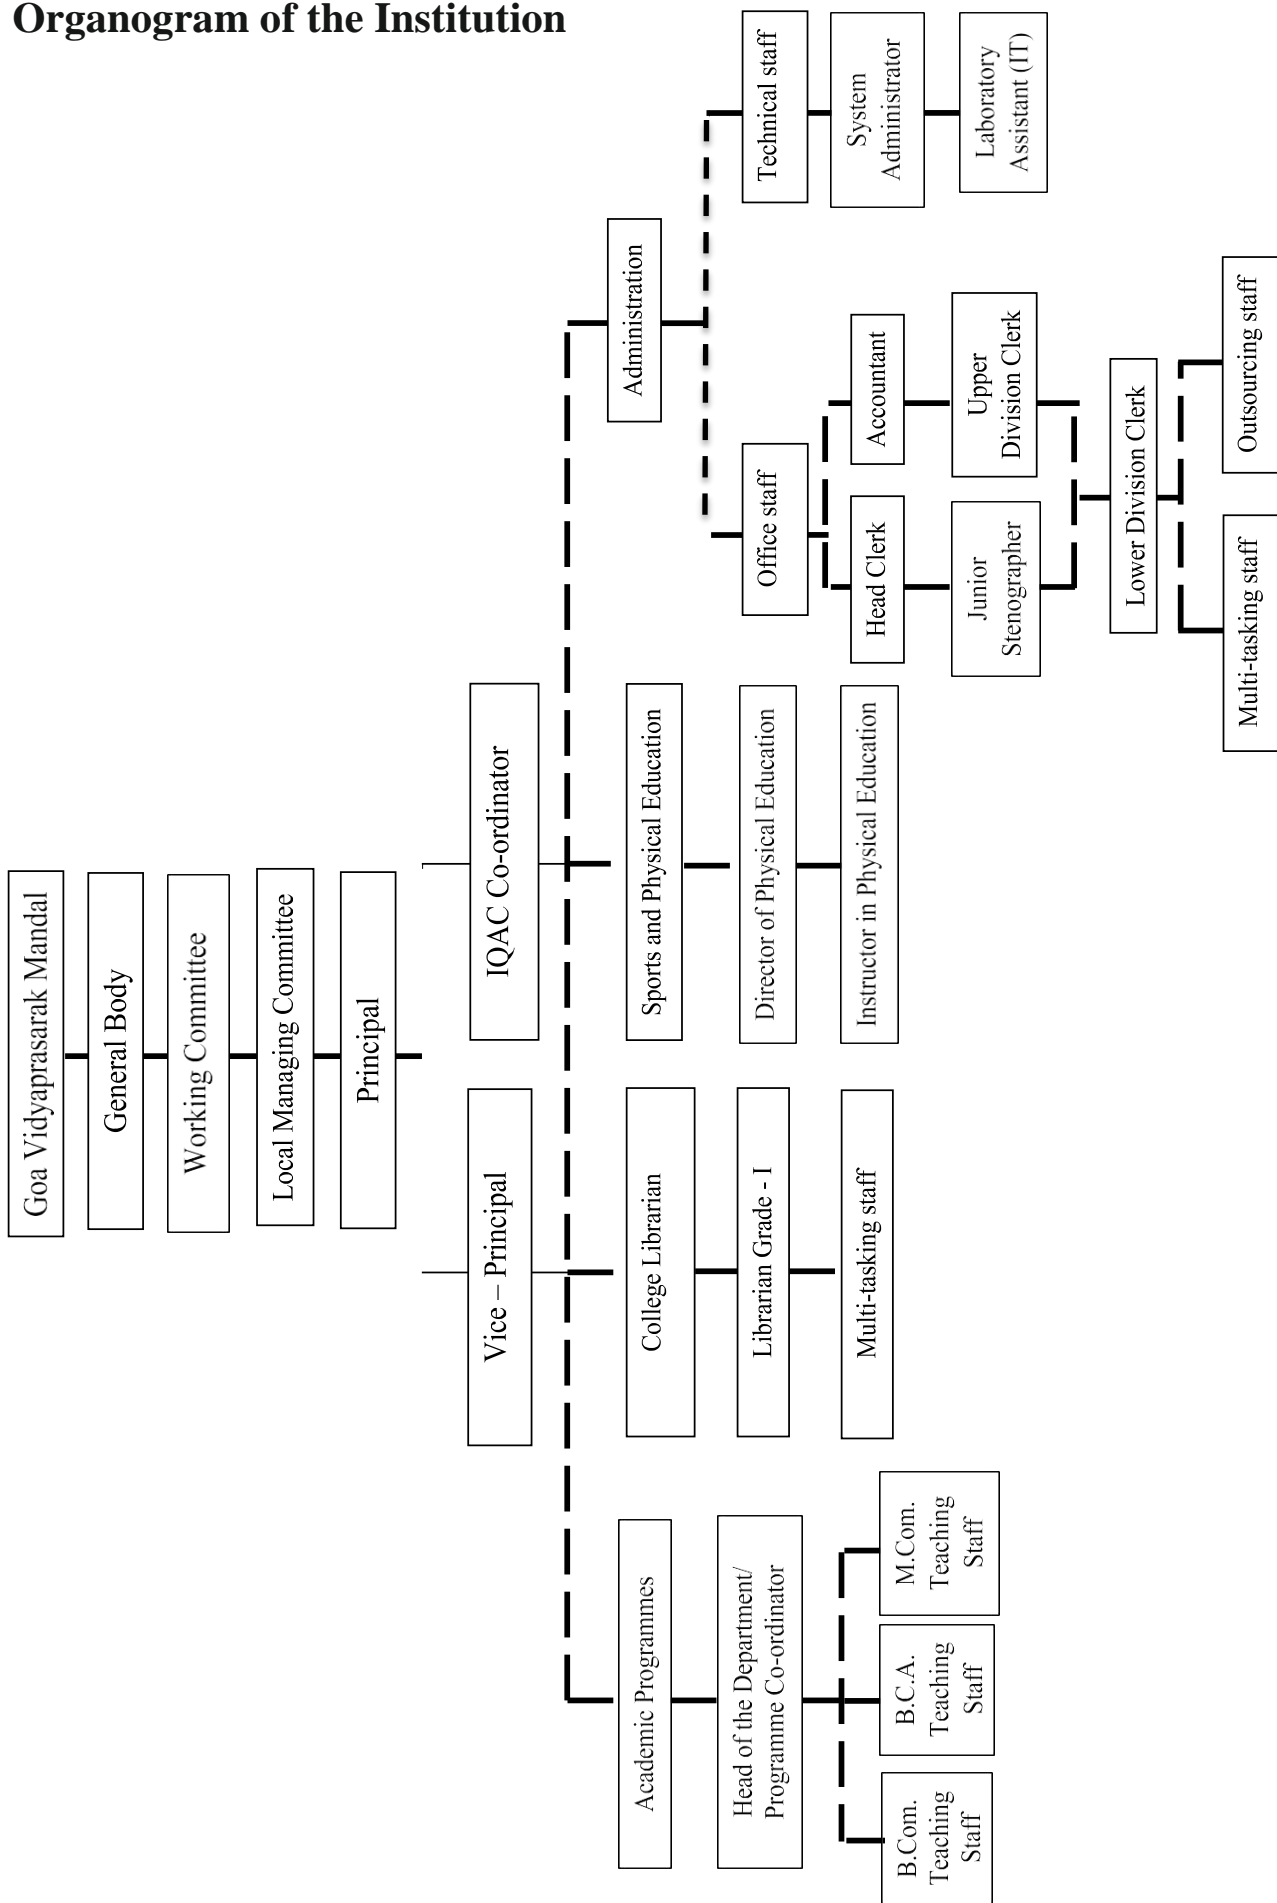 Organogram of the Institution
Goa Vidyaprasarak Mandal
General Body
Working Committee
Local Managing Committee
Principal
Vice – Principal
IQAC Co-ordinator
Academic Programmes
Head of the Department/
Programme Co-ordinator
B.Com.
Teaching
Staff
B.C.A.
Teaching
Staff
M.Com.
Teaching
Staff
College Librarian
Librarian Grade - I
Multi-tasking staff
Sports and Physical Education
Director of Physical Education
Instructor in Physical Education
Administration
Office staff
Head Clerk
Junior
Stenographer
Accountant
Upper
Division Clerk
Lower Division Clerk
Multi-tasking staff
Outsourcing staff
Technical staff
System
Administrator
Laboratory
Assistant (IT)